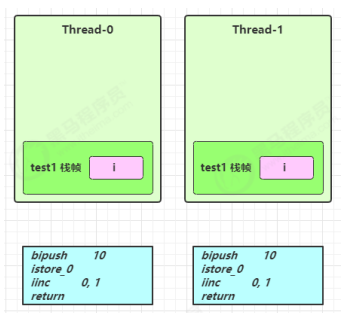 Thread-0
Thread-1
test1 栈帧 i
test1 栈帧 i
bipush 10
istore_0
iinc 0, 1
return
bipush 10
istore_0
iinc 0, 1
return